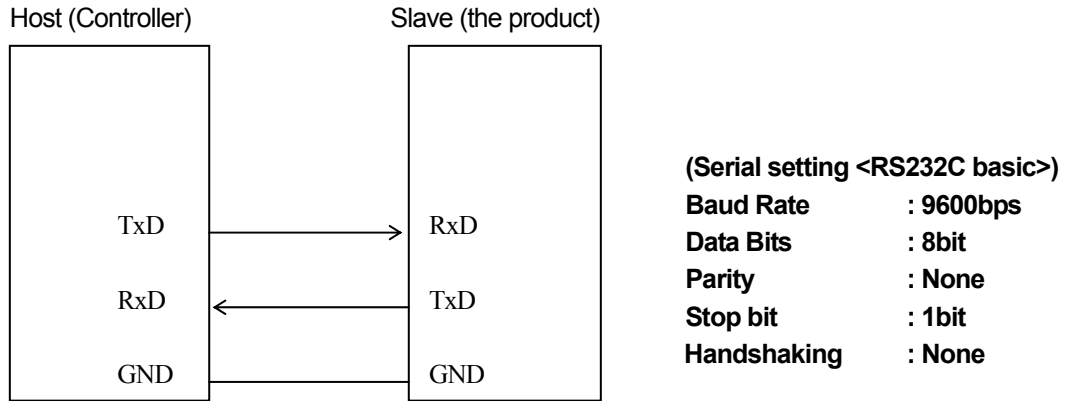 Host (Controller)
Slave (the product)
TxD
RxD
RxD
TxD
GND
GND
(Serial setting <RS232C basic>)
Baud Rate : 9600bps
Data Bits : 8bit
Parity : None
Stop bit : 1bit
Handshaking : None